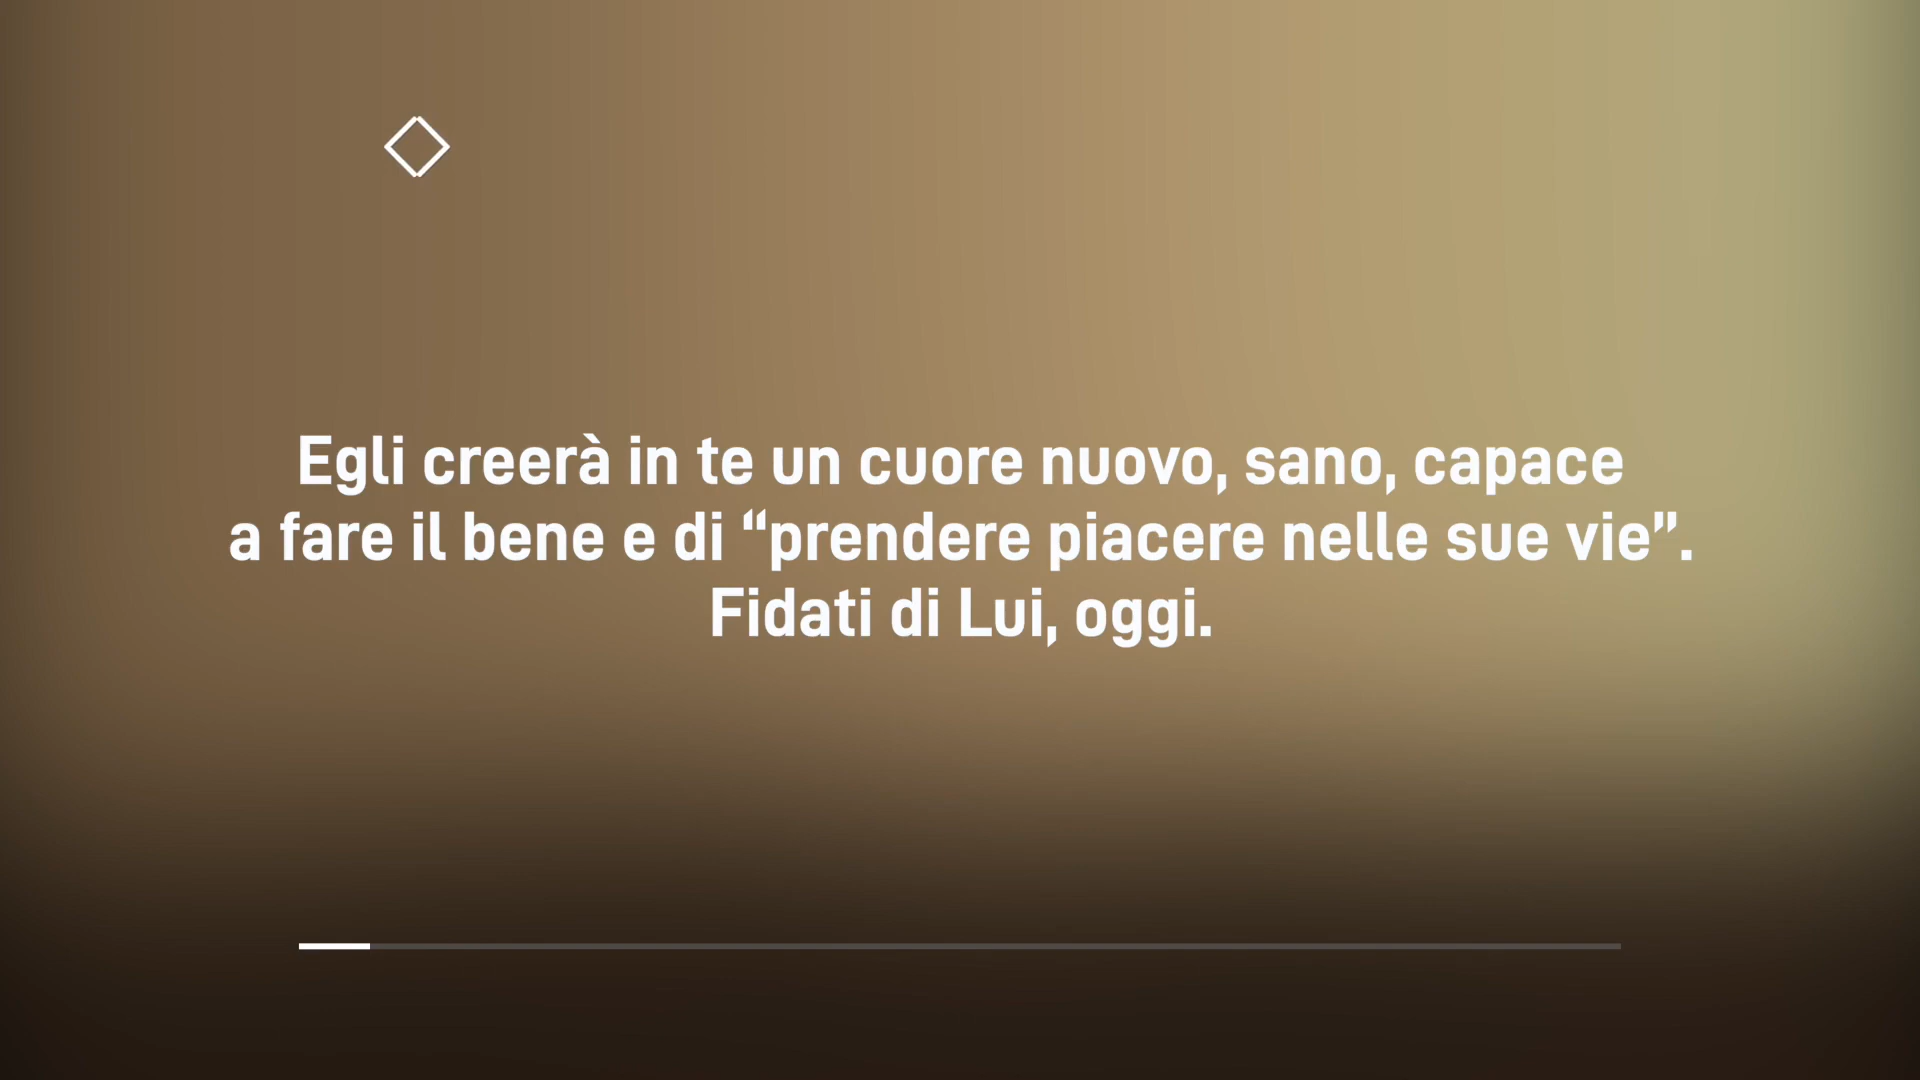 Egli creerà in te un cuore nuovo, sano, capace
a fare il bene e di “prendere piacere nelle sue vie”.
Fidati di Lui, oggi.